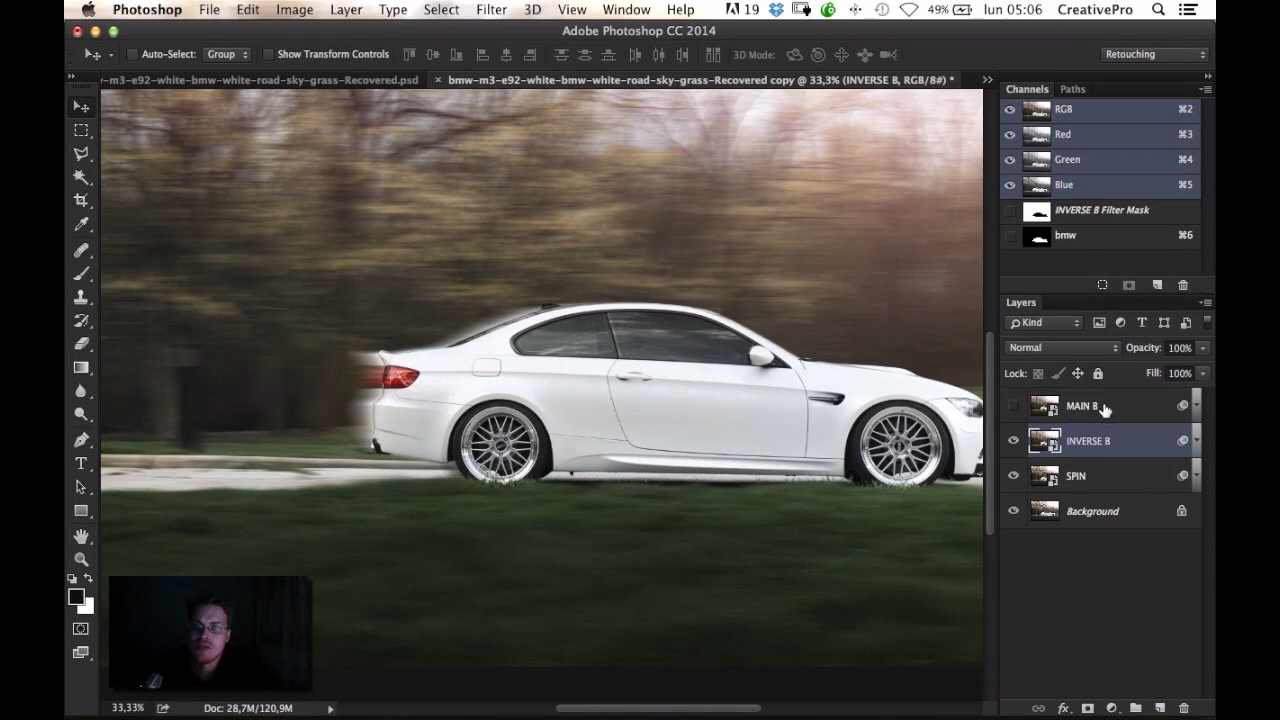 Photoshop File Edit Image Layer Type Select Filter 3D View Window Help 19 49% lun 05:06 CreativePro
Adobe Photoshop CC 2014
Auto-Select: Group Show Transform Controls 3D Mode: Retouching
-bmw-m3-e92-white-bmw-white-road-sky-grass-Recovered.psd × bmw-m3-e92-white-bmw-white-road-sky-grass-Recovered copy @ 33,3% (INVERSE B, RGB/8#) *
Channels Paths
RGB ⌘2
Red ⌘3
Green ⌘4
Blue ⌘5
INVERSE B Filter Mask
bmw ⌘6
Layers
Kind
Normal Opacity: 100%
Lock: Fill: 100%
MAIN B
INVERSE B
SPIN
Background
33,33% Doc: 28,7M/120,9M